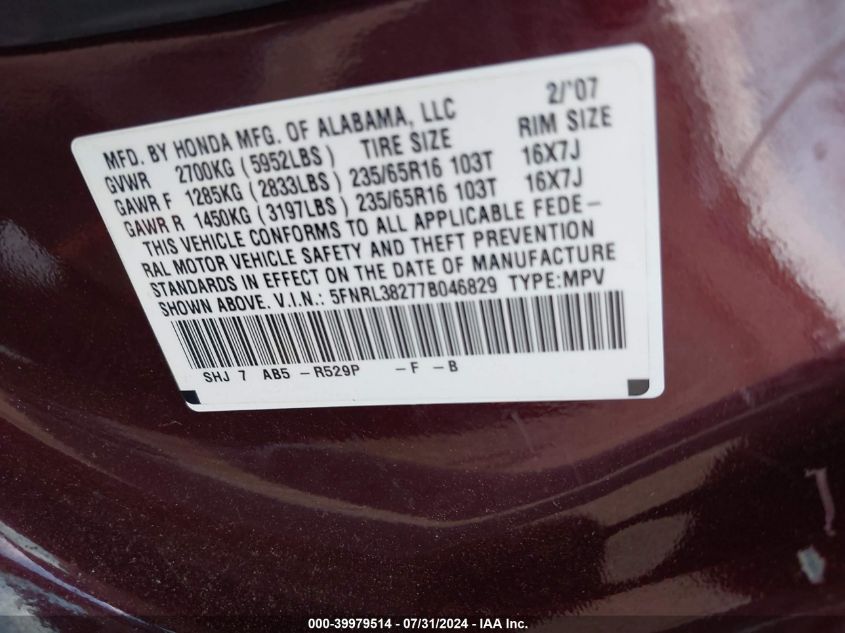 MFD. BY HONDA MFG. OF ALABAMA, LLC 2/'07
GVWR 2700KG (5952LBS) TIRE SIZE RIM SIZE
GAWR F 1285KG (2833LBS) 235/65R16 103T 16X7J
GAWR R 1450KG (3197LBS) 235/65R16 103T 16X7J
THIS VEHICLE CONFORMS TO ALL APPLICABLE FEDE-
RAL MOTOR VEHICLE SAFETY AND THEFT PREVENTION
STANDARDS IN EFFECT ON THE DATE OF MANUFACTURE
SHOWN ABOVE. V.I.N.: 5FNRL38277B046829 TYPE:MPV
SHJ 7 AB5 -R529P -F -B
000-39979514 - 07/31/2024 - IAA Inc.